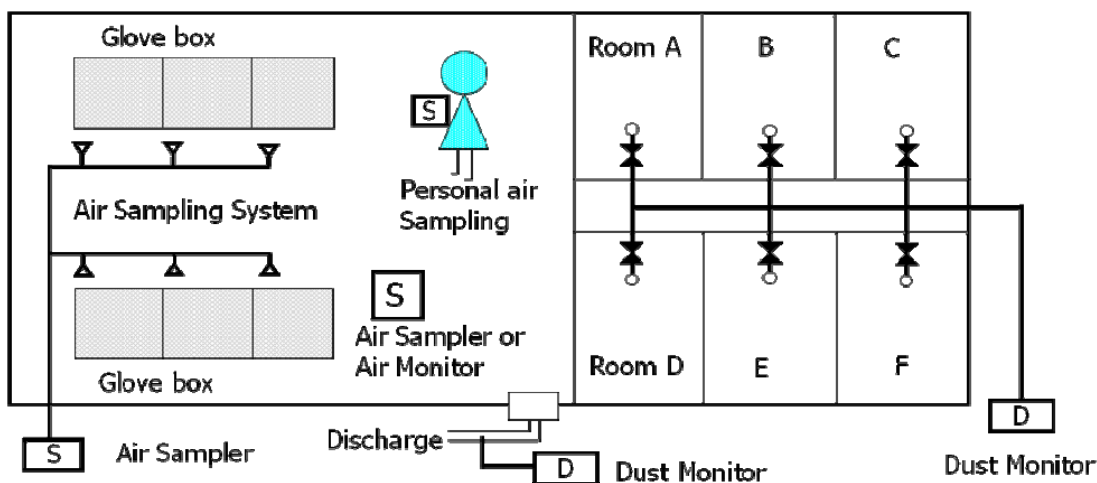 Glove box
Room A
B
C
S
Personal air
Sampling
Air Sampling System
S
Air Sampler or
Air Monitor
Glove box
Room D
E
F
S
Air Sampler
Discharge
D
Dust Monitor
D
Dust Monitor